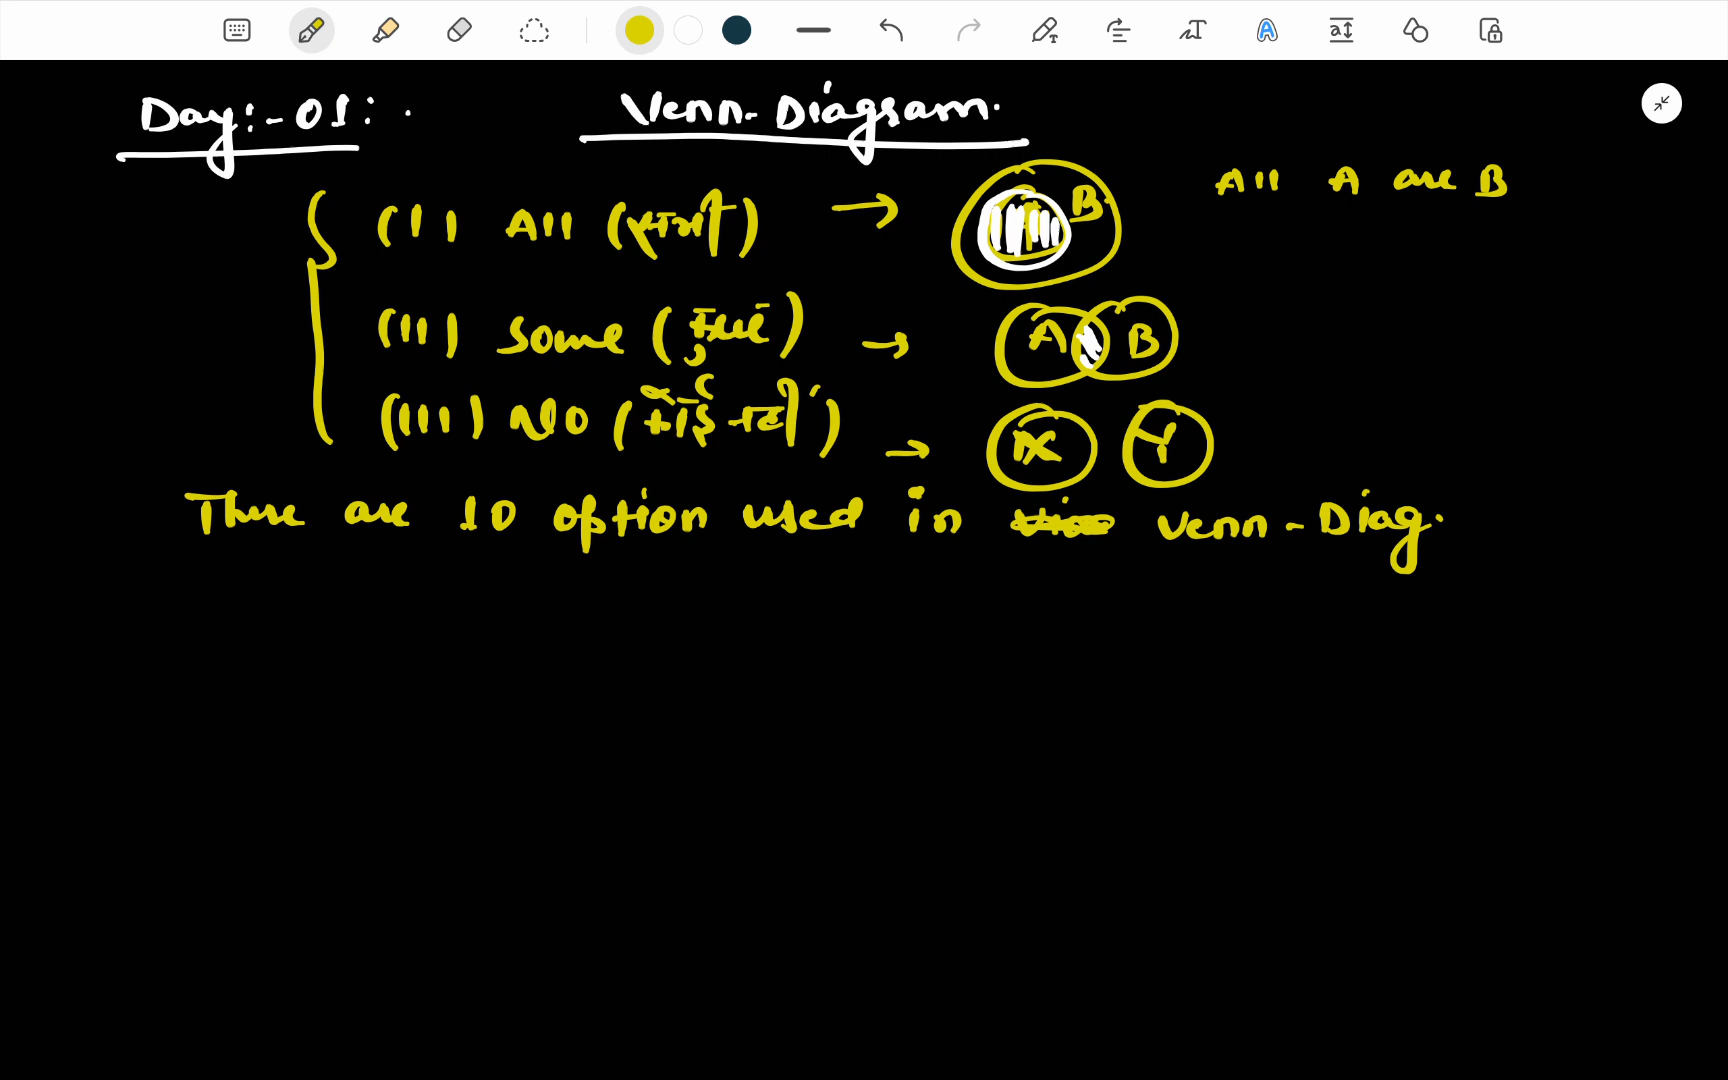 Day:-01:. Venn-Diagram.
(I) All (सभी) → A B All A are B
(II) Some (कुछ) → A B
(III) No (कोई नहीं) → X Y
There are 10 option used in Venn-Diag.